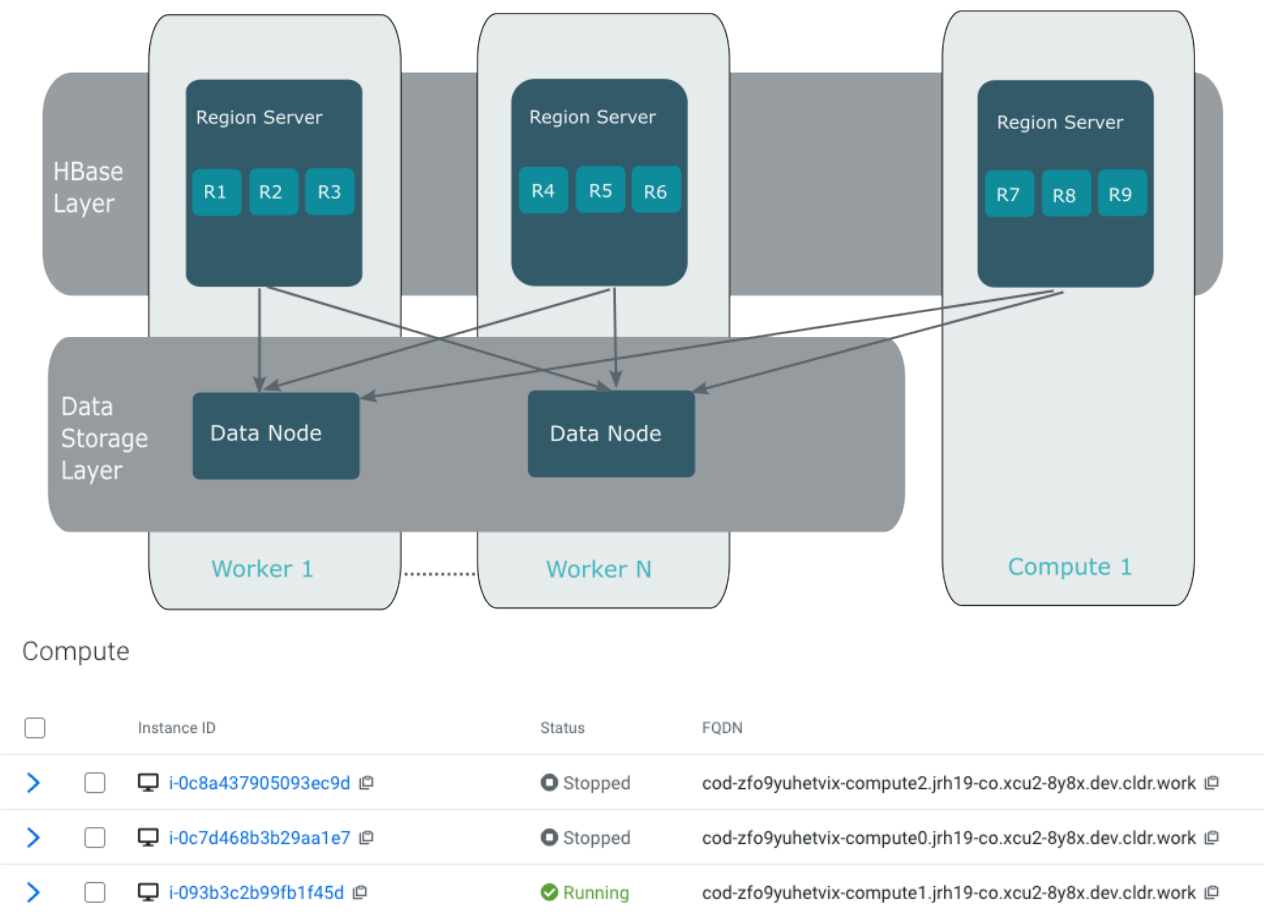 Region Server
R1 R2 R3
Region Server
R4 R5 R6
Region Server
R7 R8 R9
HBase
Layer
Data
Storage
Layer
Data Node
Data Node
Worker 1
Worker N
Compute 1
Compute
Instance ID Status FQDN
i-0c8a437905093ec9d Stopped cod-zfo9yuhetvix-compute2.jrh19-co.xcu2-8y8x.dev.cldr.work
i-0c7d468b3b29aa1e7 Stopped cod-zfo9yuhetvix-compute0.jrh19-co.xcu2-8y8x.dev.cldr.work
i-093b3c2b99fb1f45d Running cod-zfo9yuhetvix-compute1.jrh19-co.xcu2-8y8x.dev.cldr.work